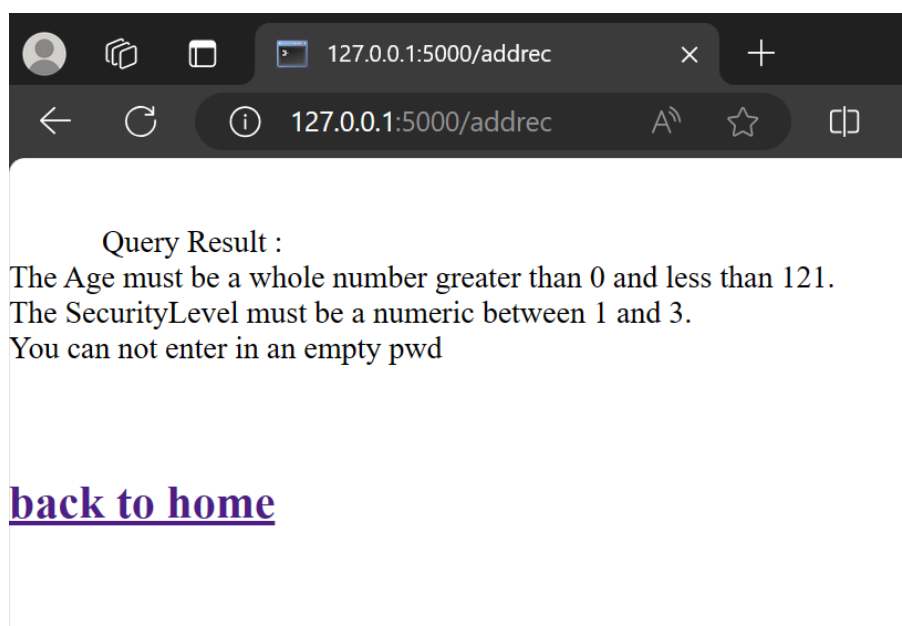 127.0.0.1:5000/addrec
127.0.0.1:5000/addrec
Query Result :
The Age must be a whole number greater than 0 and less than 121.
The SecurityLevel must be a numeric between 1 and 3.
You can not enter in an empty pwd
back to home